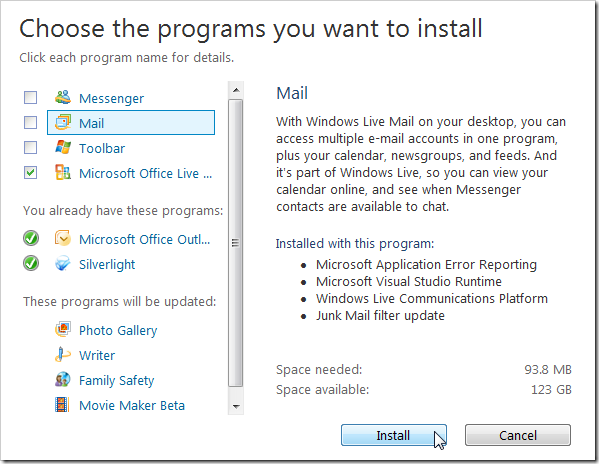 Choose the programs you want to install
Click each program name for details.
Messenger
Mail
Toolbar
Microsoft Office Live ...
You already have these programs:
Microsoft Office Outl...
Silverlight
These programs will be updated:
Photo Gallery
Writer
Family Safety
Movie Maker Beta
Mail
With Windows Live Mail on your desktop, you can
access multiple e-mail accounts in one program,
plus your calendar, newsgroups, and feeds. And
it's part of Windows Live, so you can view your
calendar online, and see when Messenger
contacts are available to chat.
Installed with this program:
• Microsoft Application Error Reporting
• Microsoft Visual Studio Runtime
• Windows Live Communications Platform
• Junk Mail filter update
Space needed: 93.8 MB
Space available: 123 GB
Install Cancel